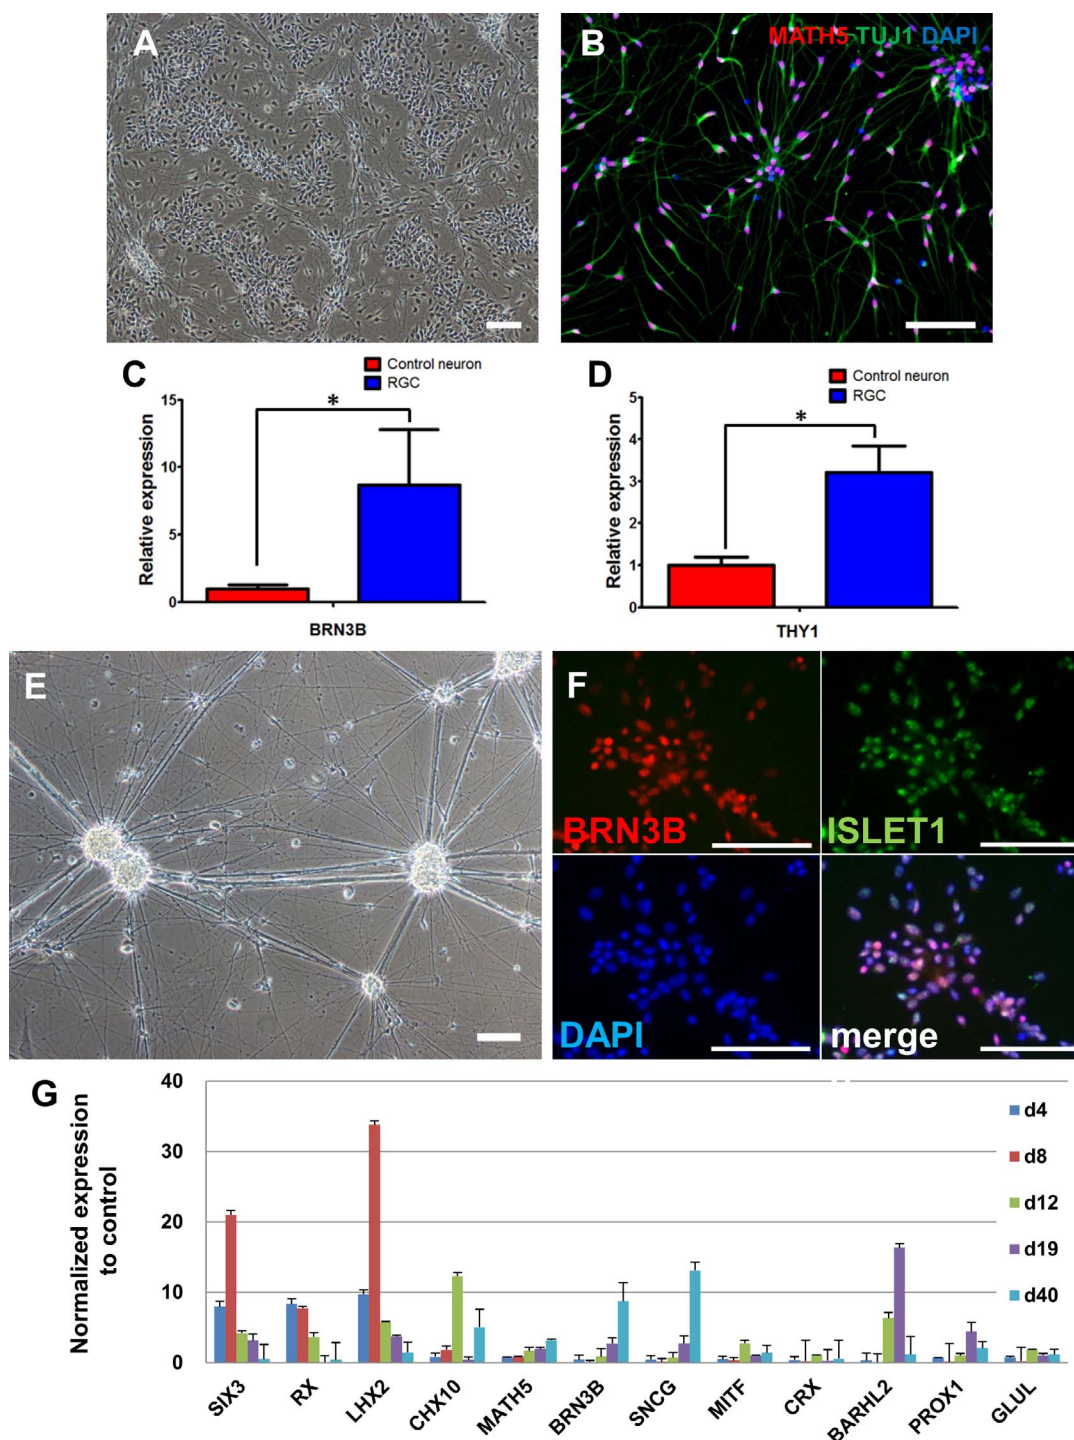 A
B
MATH5 TUJ1 DAPI
C
Control neuron
RGC
*
Relative expression
15
10
5
0
BRN3B
D
Control neuron
RGC
*
Relative expression
5
4
3
2
1
0
THY1
E
F
BRN3B
ISLET1
DAPI
merge
G
Normalized expression
to control
40
30
20
10
0
d4
d8
d12
d19
d40
SIX3
RX
LHX2
CHX10
MATH5
BRN3B
SNCG
MITF
CRX
BARHL2
PROX1
GLUL